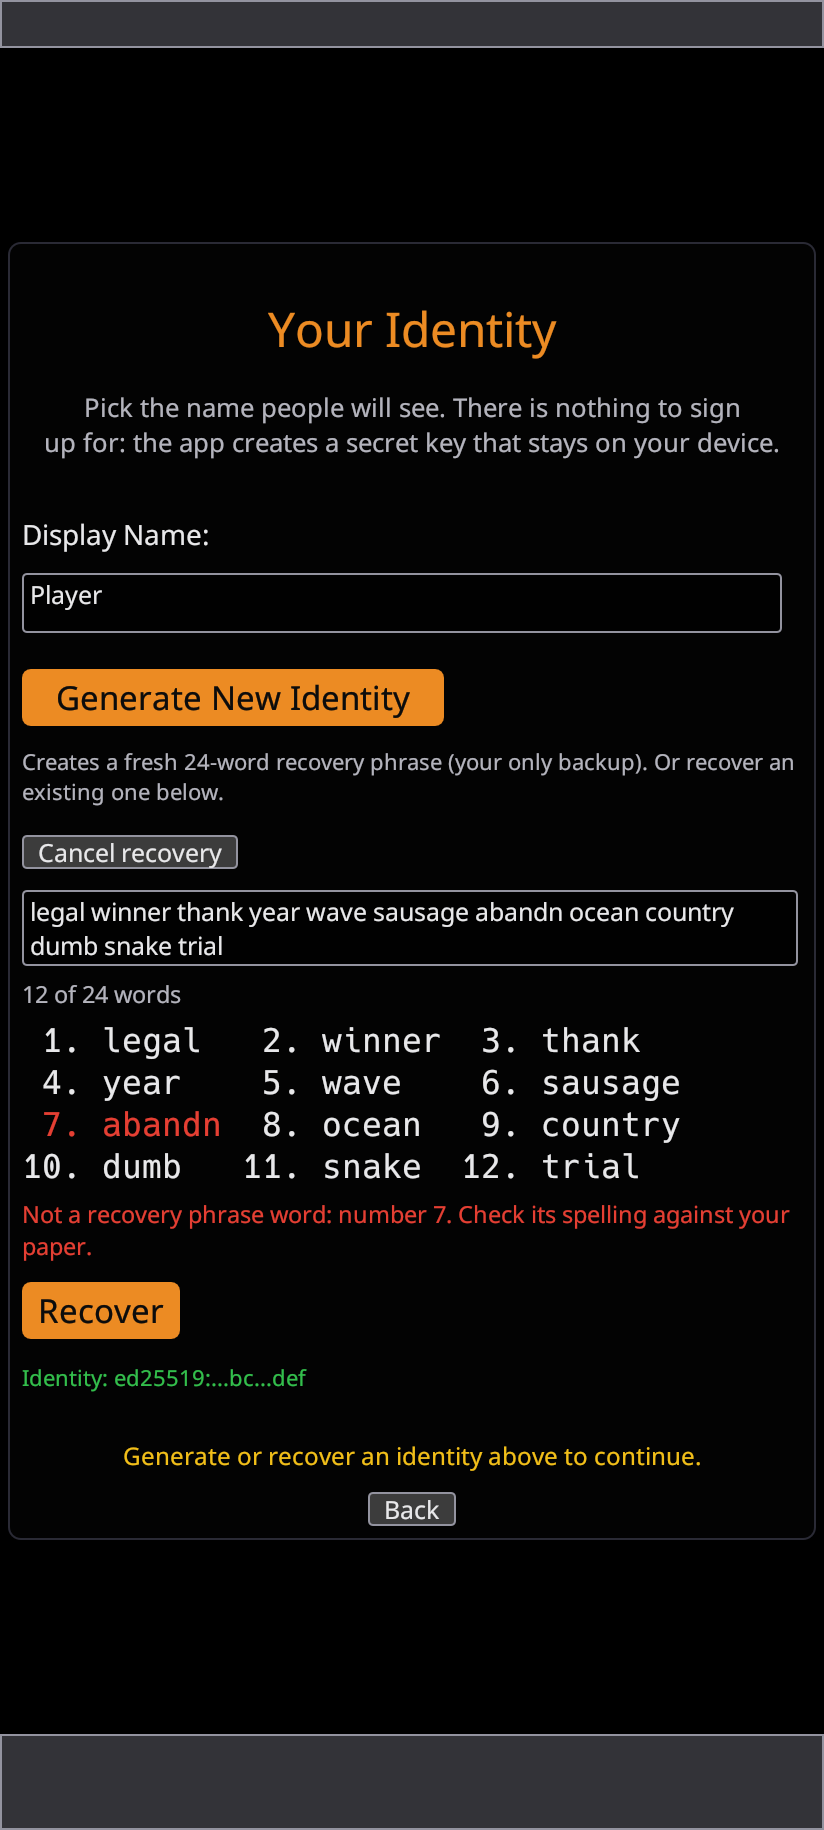 Your Identity
Pick the name people will see. There is nothing to sign
up for: the app creates a secret key that stays on your device.
Display Name:
Player
Generate New Identity
Creates a fresh 24-word recovery phrase (your only backup). Or recover an
existing one below.
Cancel recovery
legal winner thank year wave sausage abandn ocean country
dumb snake trial
12 of 24 words
1. legal 2. winner 3. thank
4. year 5. wave 6. sausage
7. abandn 8. ocean 9. country
10. dumb 11. snake 12. trial
Not a recovery phrase word: number 7. Check its spelling against your
paper.
Recover
Identity: ed25519:...bc...def
Generate or recover an identity above to continue.
Back